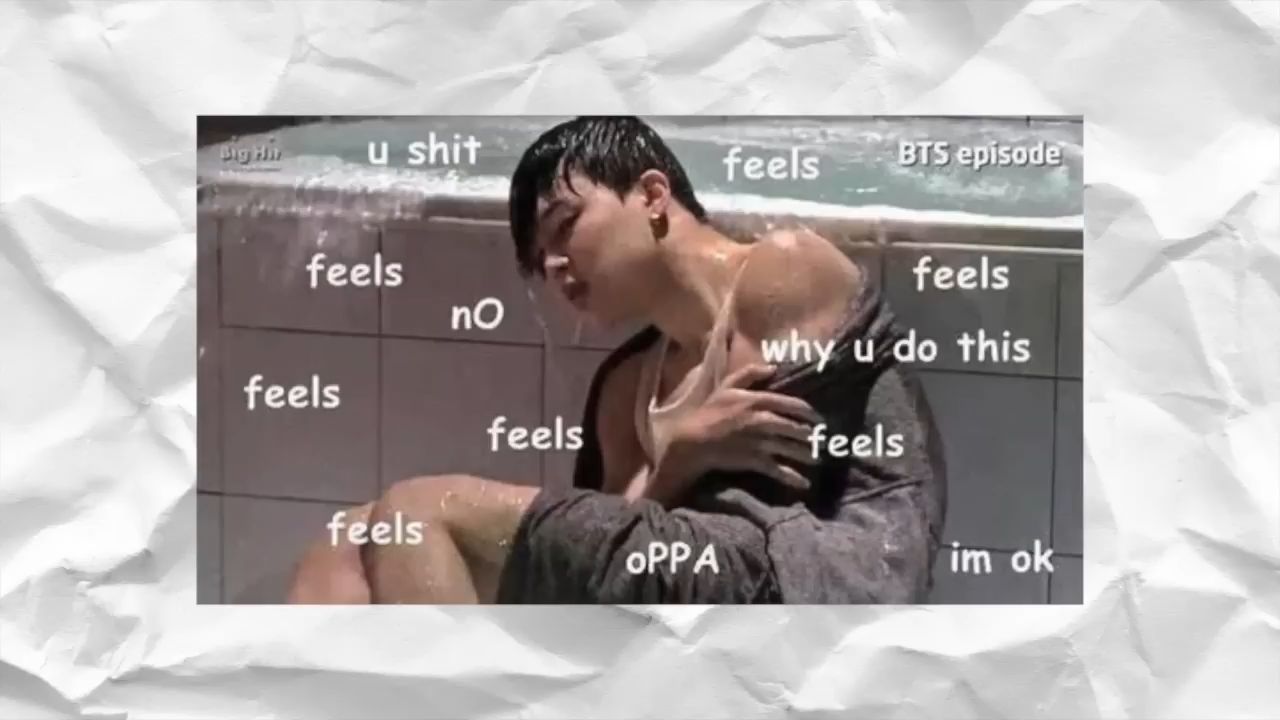 u shit
Big Hit
feels
BTS episode
feels
feels
nO
why u do this
feels
feels
feels
feels
oPPA
im ok